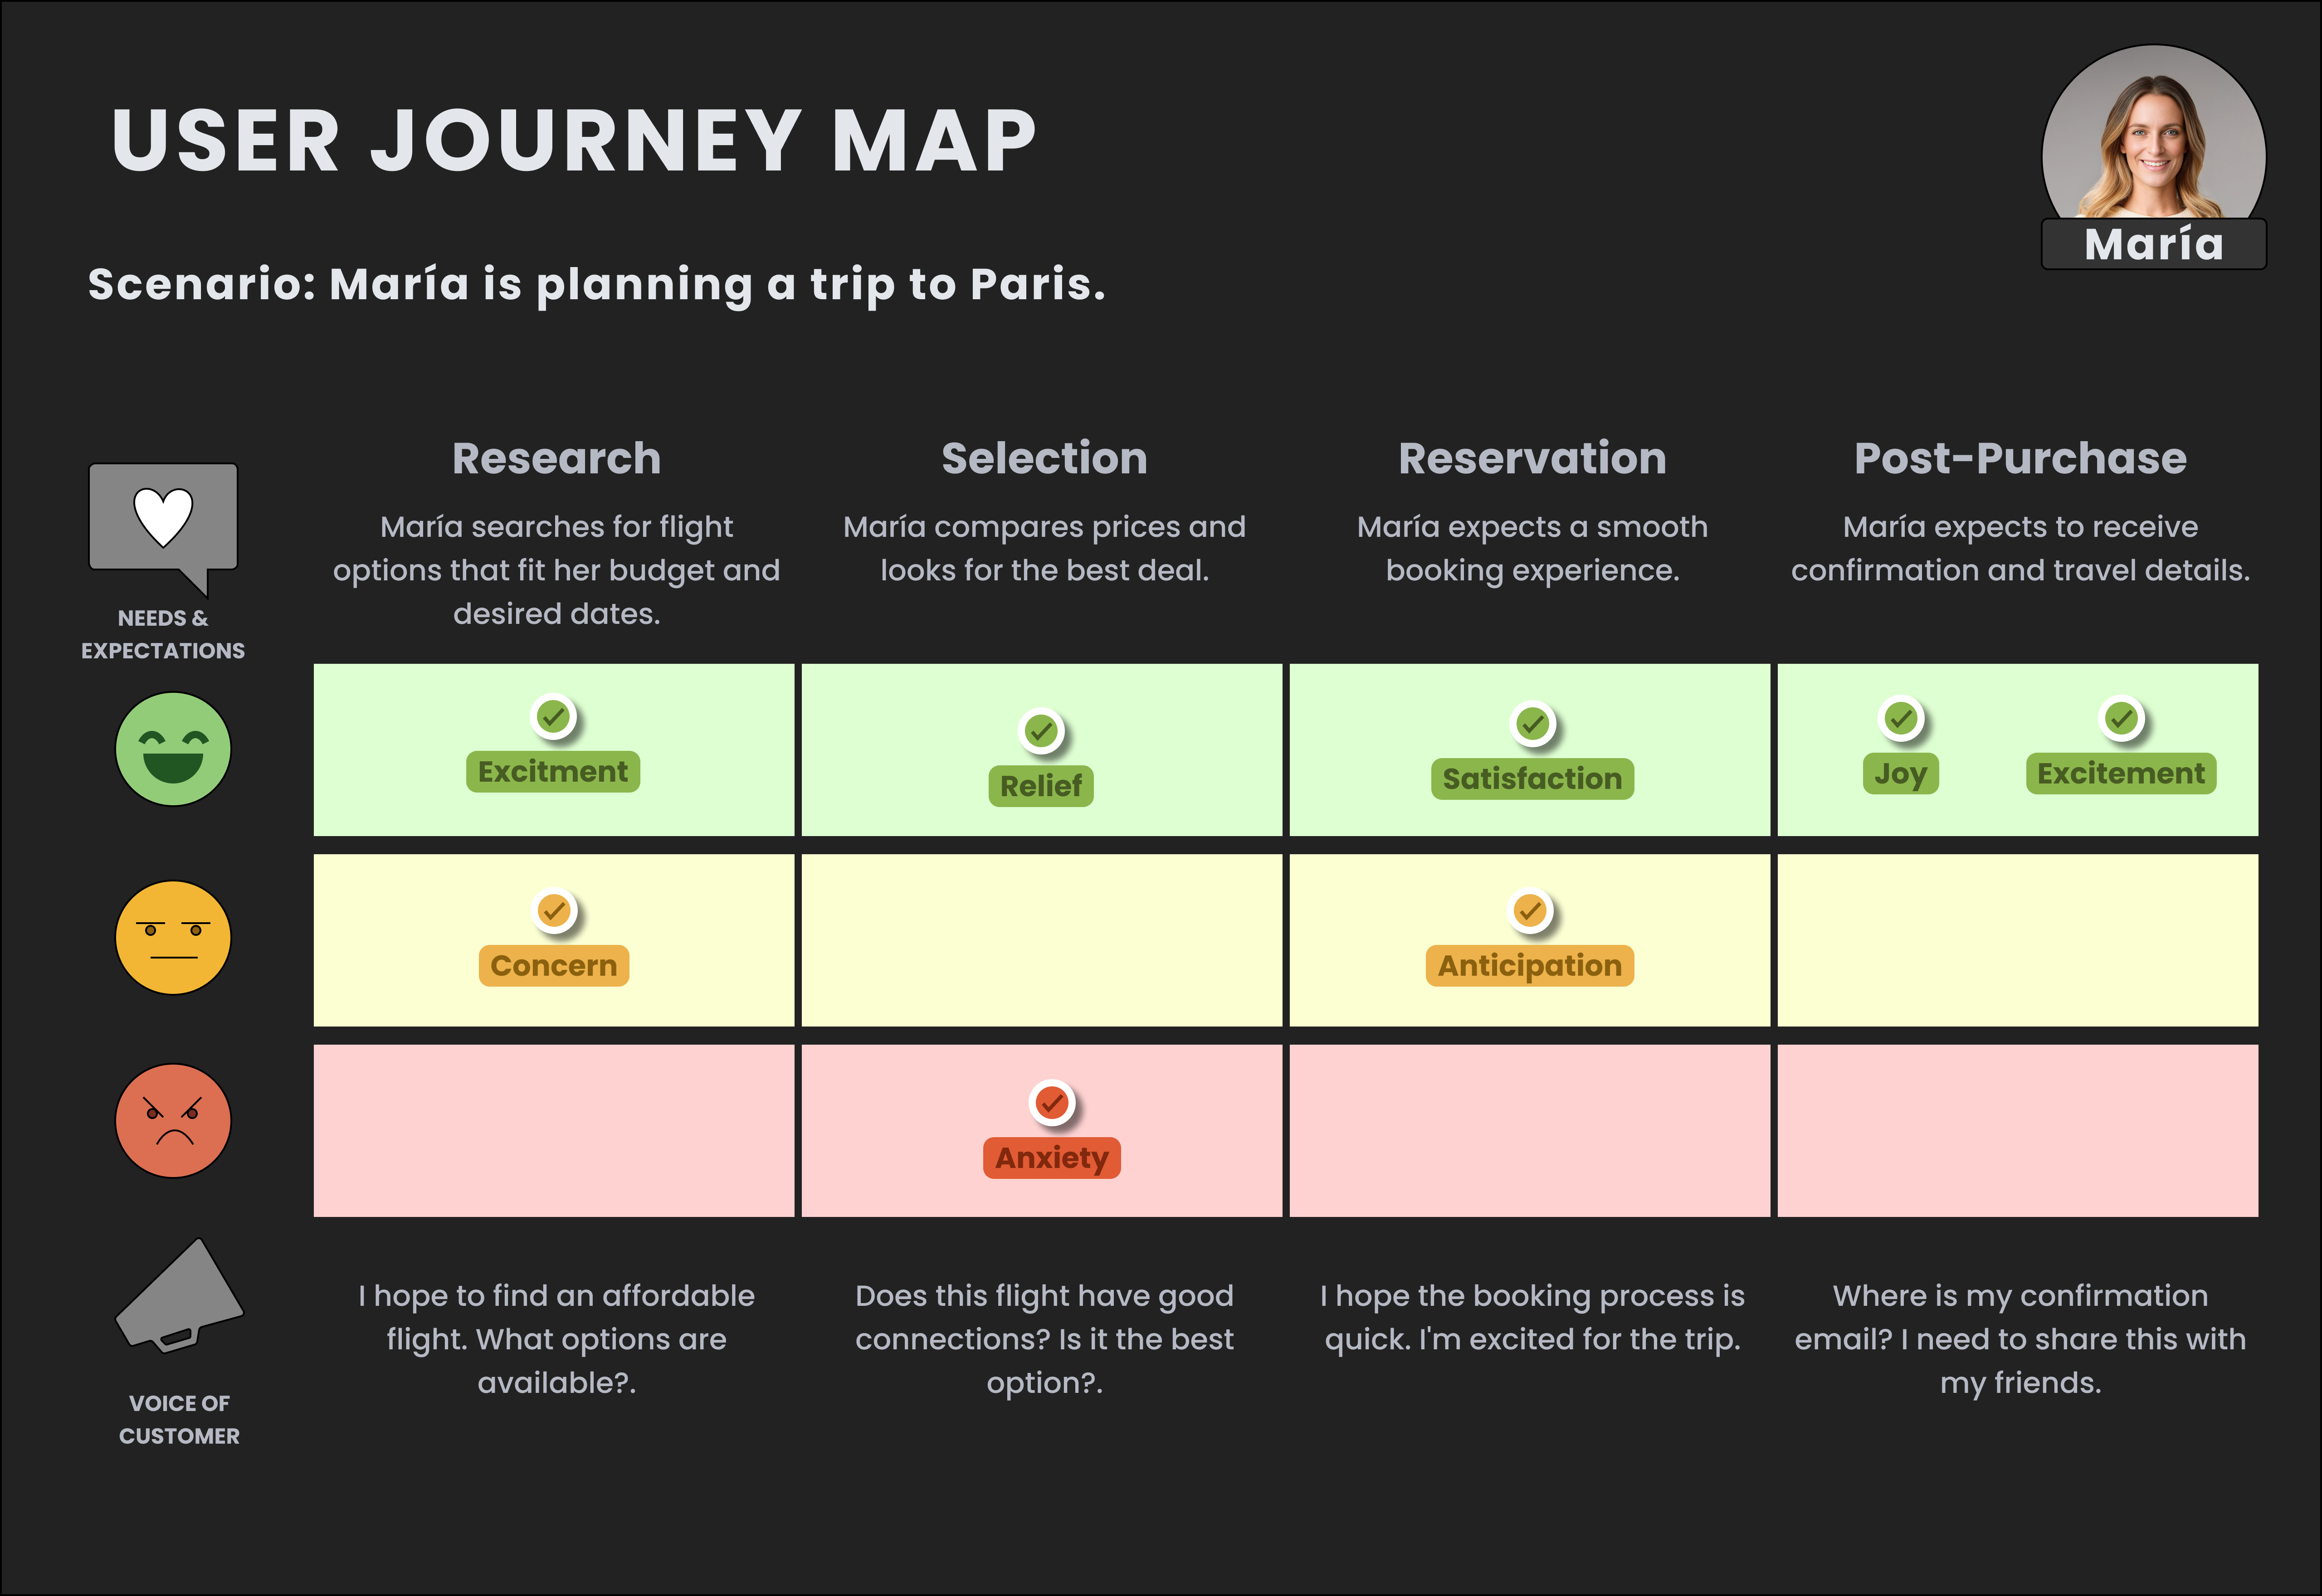 USER JOURNEY MAP
María
Scenario: María is planning a trip to Paris.
NEEDS &
EXPECTATIONS
Research
María searches for flight
options that fit her budget and
desired dates.
Selection
María compares prices and
looks for the best deal.
Reservation
María expects a smooth
booking experience.
Post-Purchase
María expects to receive
confirmation and travel details.
Excitment
Relief
Satisfaction
Joy
Excitement
Concern
Anticipation
Anxiety
VOICE OF
CUSTOMER
I hope to find an affordable
flight. What options are
available?.
Does this flight have good
connections? Is it the best
option?.
I hope the booking process is
quick. I'm excited for the trip.
Where is my confirmation
email? I need to share this with
my friends.